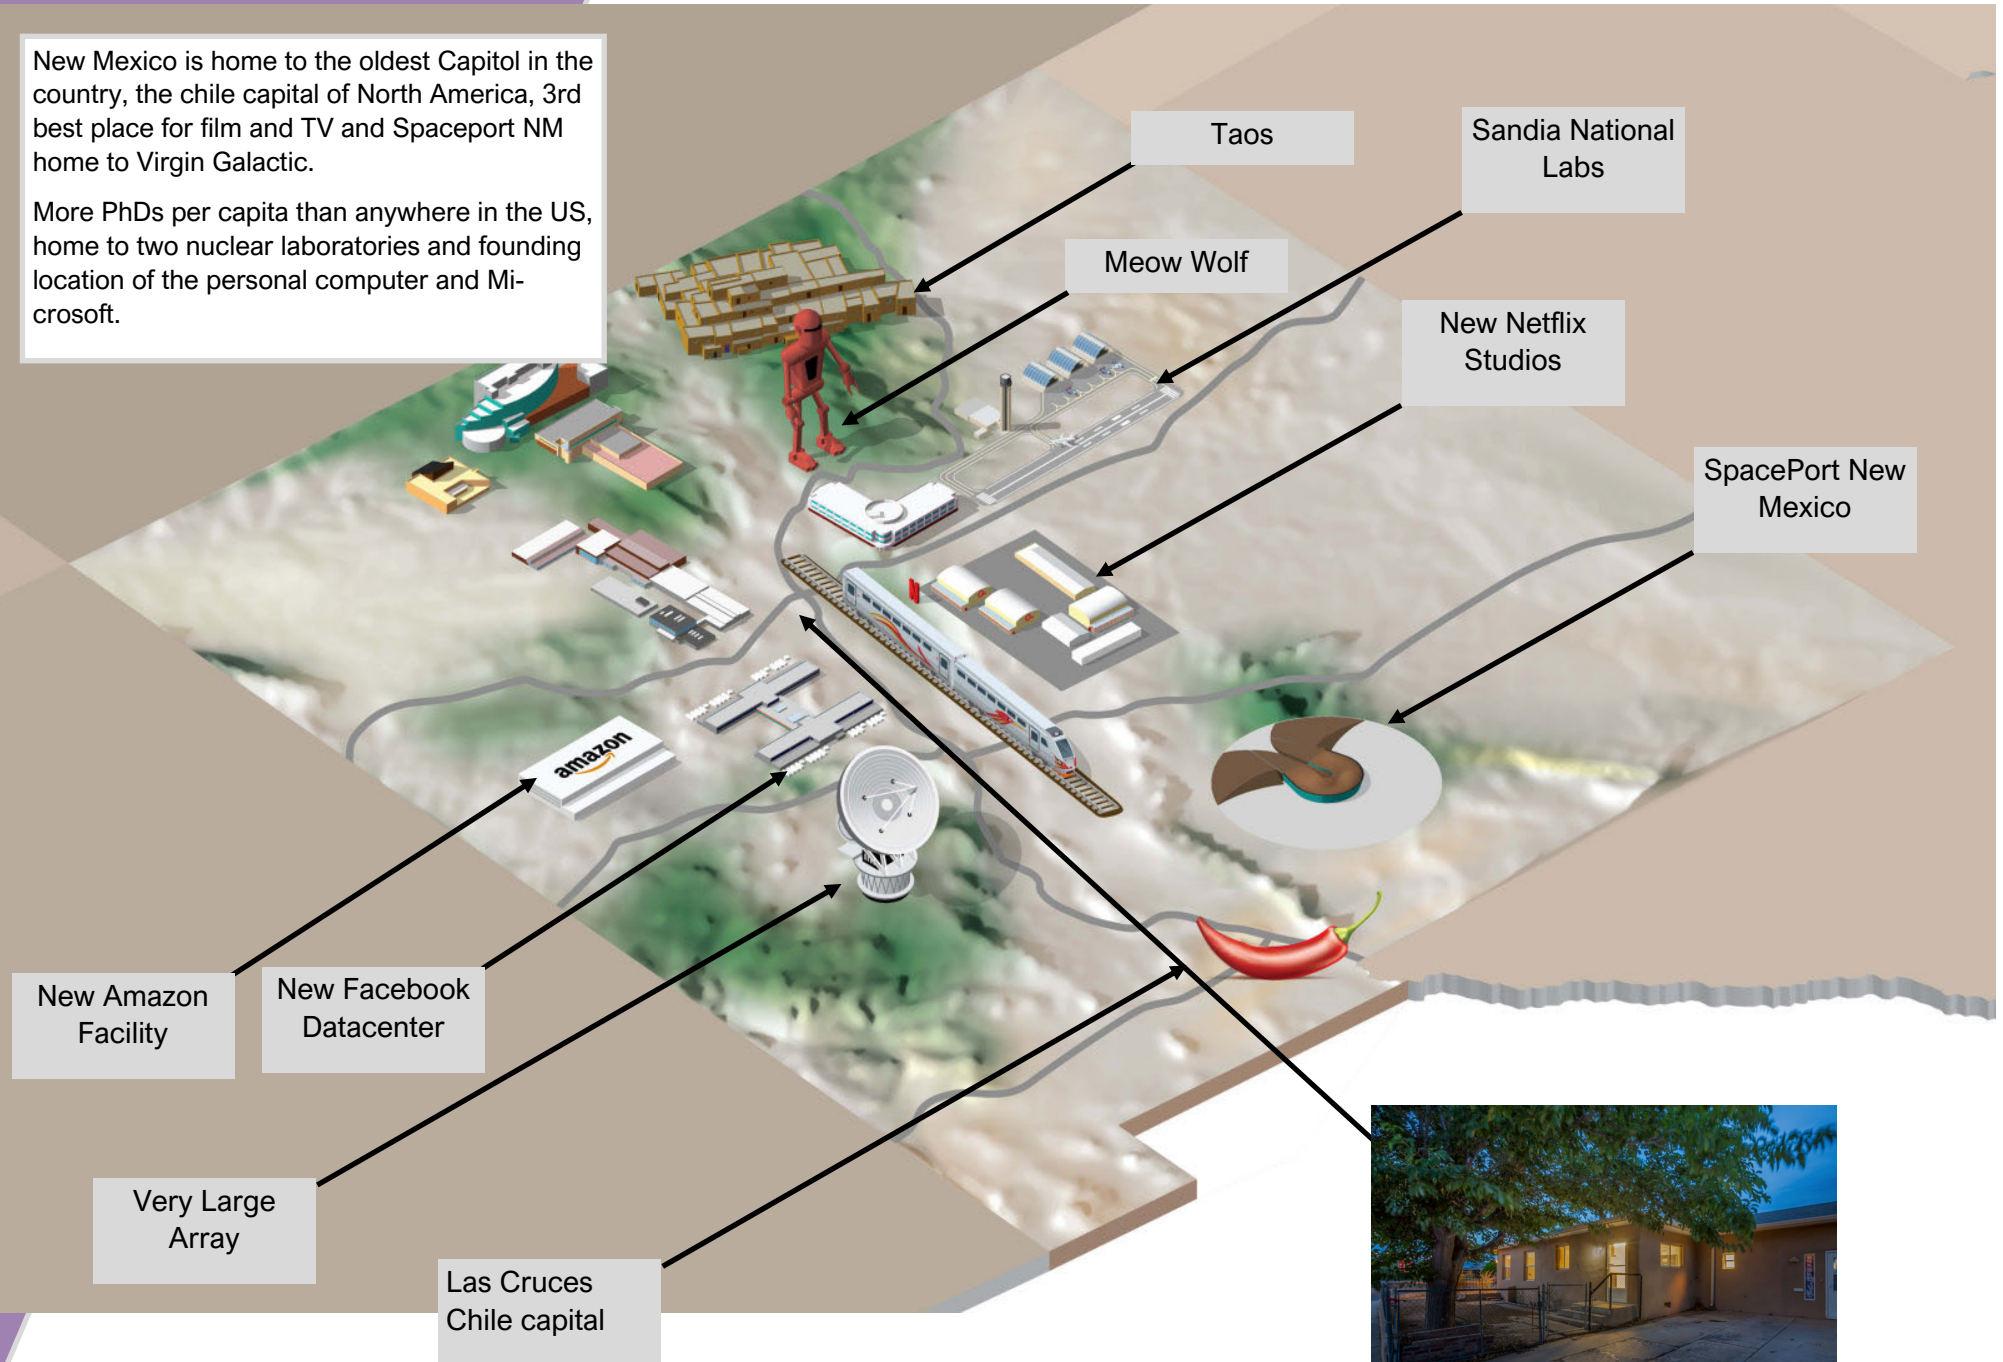 New Mexico is home to the oldest Capitol in the
country, the chile capital of North America, 3rd
best place for film and TV and Spaceport NM
home to Virgin Galactic.
More PhDs per capita than anywhere in the US,
home to two nuclear laboratories and founding
location of the personal computer and Mi-
crosoft.
Taos
Sandia National
Labs
Meow Wolf
New Netflix
Studios
SpacePort New
Mexico
N
amazon
New Amazon
Facility
New Facebook
Datacenter
Very Large
Array
Las Cruces
Chile capital